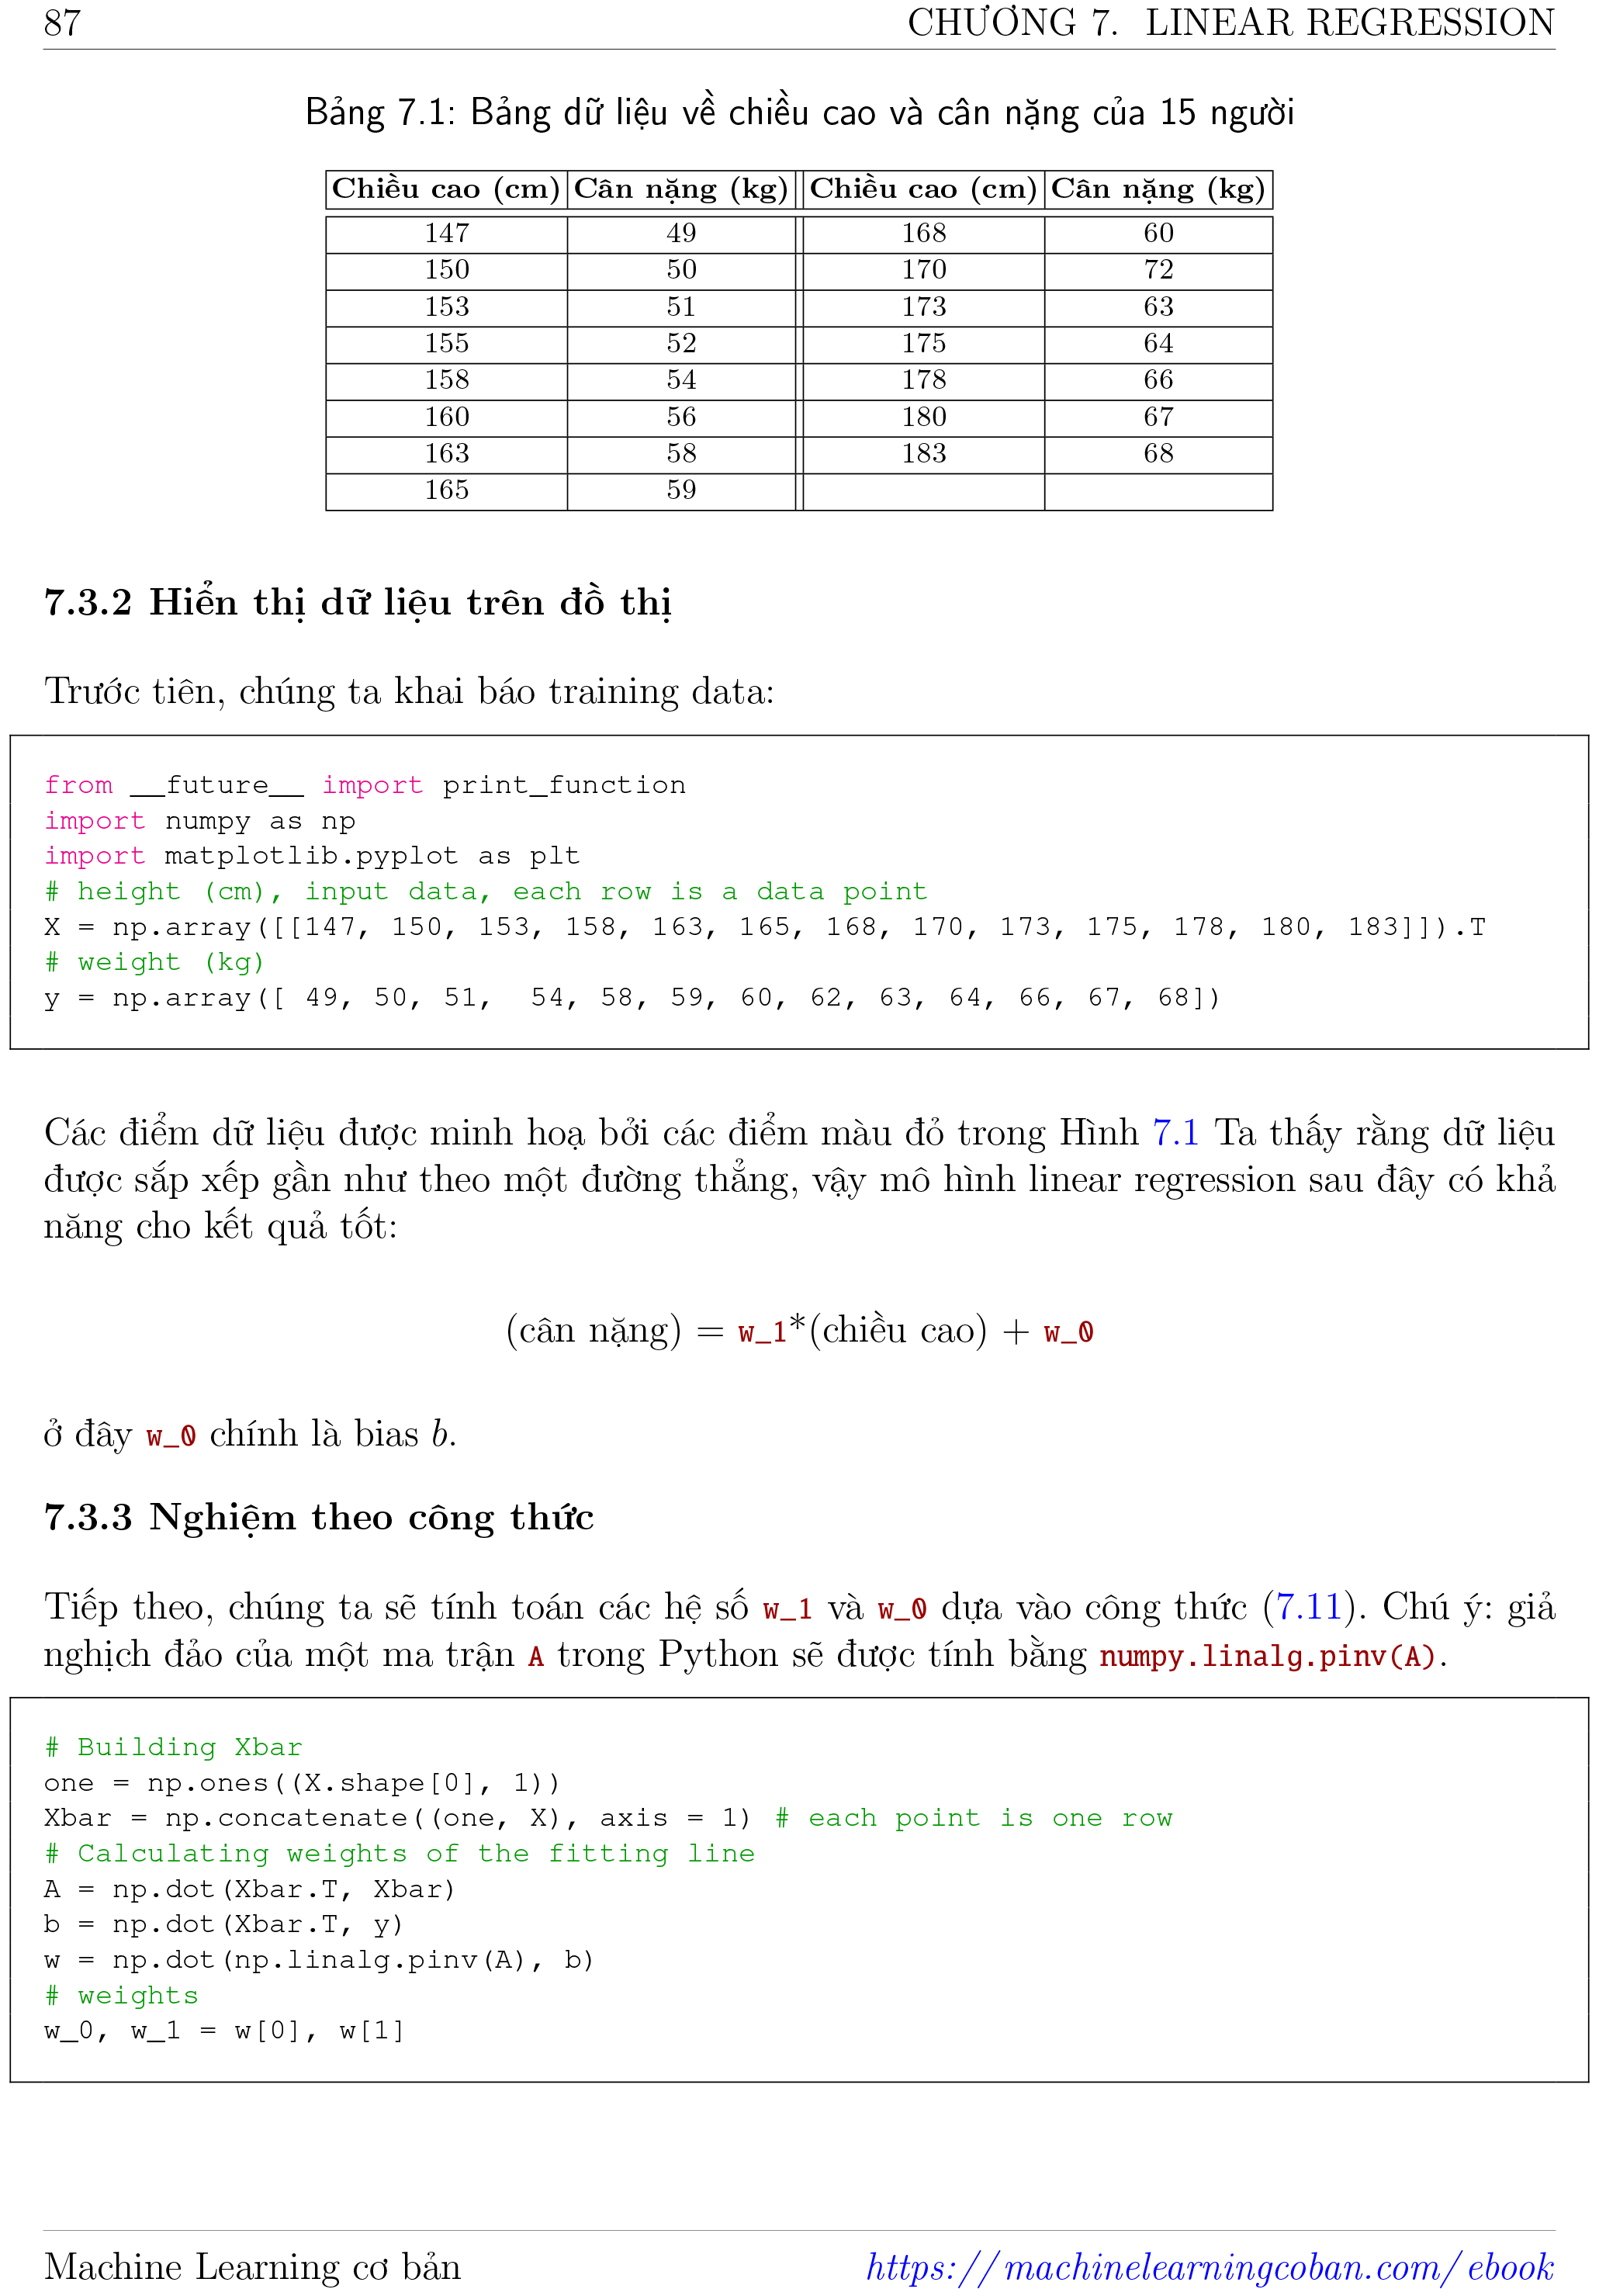 87 CHƯƠNG 7. LINEAR REGRESSION
Bảng 7.1: Bảng dữ liệu về chiều cao và cân nặng của 15 người
Chiều cao (cm) Cân nặng (kg) Chiều cao (cm) Cân nặng (kg)
147 49 168 60
150 50 170 72
153 51 173 63
155 52 175 64
158 54 178 66
160 56 180 67
163 58 183 68
165 59
7.3.2 Hiển thị dữ liệu trên đồ thị
Trước tiên, chúng ta khai báo training data:
from __future__ import print_function
import numpy as np
import matplotlib.pyplot as plt
# height (cm), input data, each row is a data point
X = np.array([[147, 150, 153, 158, 163, 165, 168, 170, 173, 175, 178, 180, 183]]).T
# weight (kg)
y = np.array([ 49, 50, 51,  54, 58, 59, 60, 62, 63, 64, 66, 67, 68])
Các điểm dữ liệu được minh hoạ bởi các điểm màu đỏ trong Hình 7.1 Ta thấy rằng dữ liệu
được sắp xếp gần như theo một đường thẳng, vậy mô hình linear regression sau đây có khả
năng cho kết quả tốt:
(cân nặng) = w_1*(chiều cao) + w_0
ở đây w_0 chính là bias b.
7.3.3 Nghiệm theo công thức
Tiếp theo, chúng ta sẽ tính toán các hệ số w_1 và w_0 dựa vào công thức (7.11). Chú ý: giả
nghịch đảo của một ma trận A trong Python sẽ được tính bằng numpy.linalg.pinv(A).
# Building Xbar
one = np.ones((X.shape[0], 1))
Xbar = np.concatenate((one, X), axis = 1) # each point is one row
# Calculating weights of the fitting line
A = np.dot(Xbar.T, Xbar)
b = np.dot(Xbar.T, y)
w = np.dot(np.linalg.pinv(A), b)
# weights
w_0, w_1 = w[0], w[1]
Machine Learning cơ bản https://machinelearningcoban.com/ebook